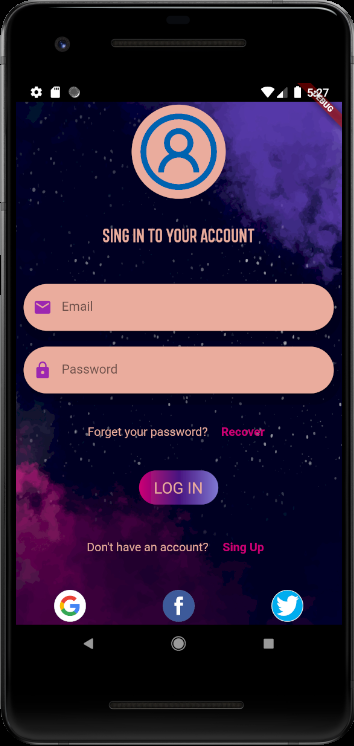 5:27
DEBUG
SING IN TO YOUR ACCOUNT
Email
Password
Forget your password? Recover
LOG IN
Don't have an account? Sing Up